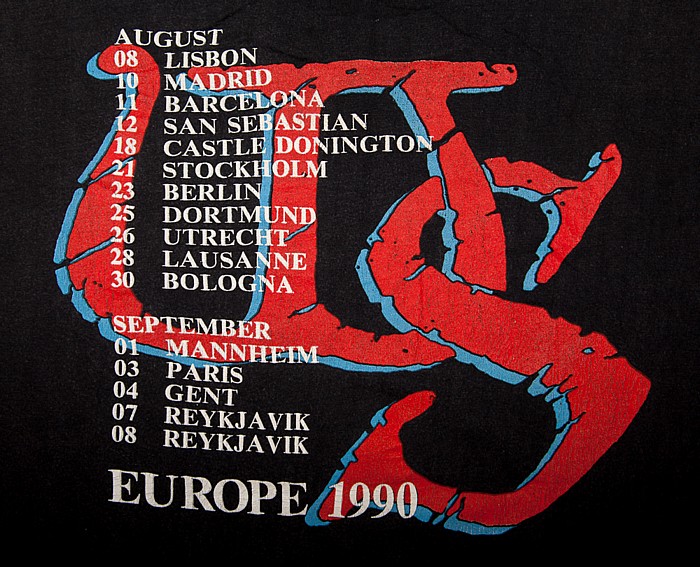 AUGUST
08 LISBON
10 MADRID
11 BARCELONA
12 SAN SEBASTIAN
18 CASTLE DONINGTON
21 STOCKHOLM
23 BERLIN
25 DORTMUND
26 UTRECHT
28 LAUSANNE
30 BOLOGNA
SEPTEMBER
01 MANNHEIM
03 PARIS
04 GENT
07 REYKJAVIK
08 REYKJAVIK
EUROPE 1990